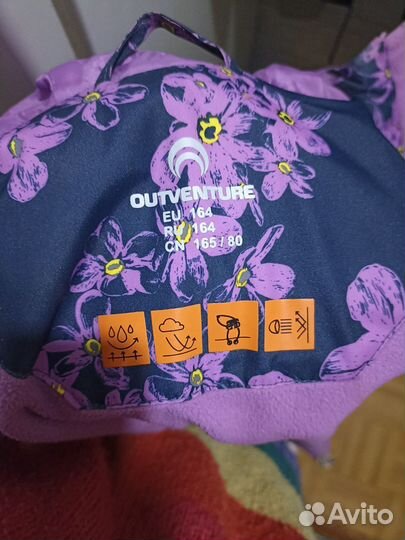 OUTVENTURE
EU 164
RU 164
CN 165 / 80
Avito